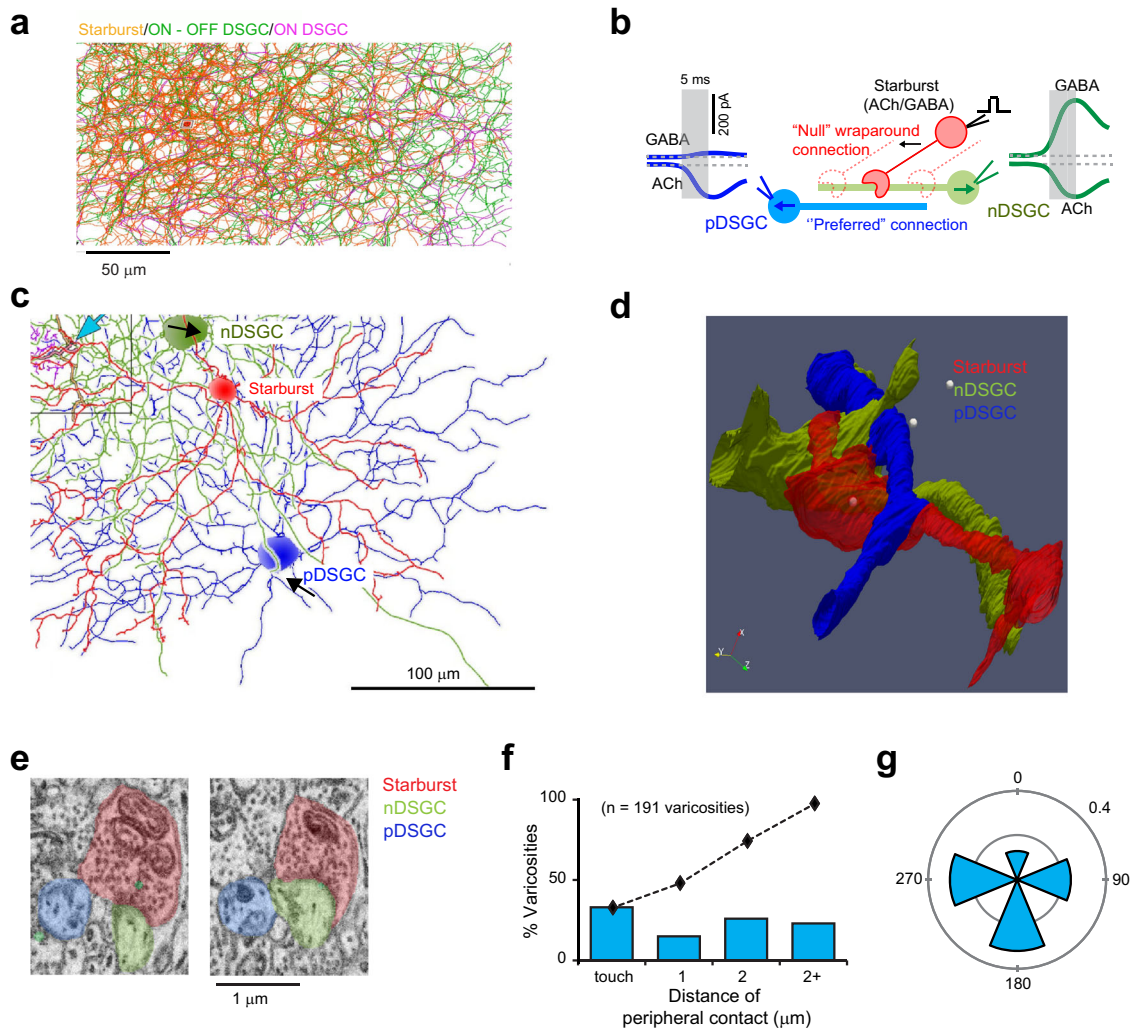 a
Starburst/ON - OFF DSGC/ON DSGC
50 μm
b
5 ms
200 pA
GABA
ACh
Starburst
(ACh/GABA)
“Null” wraparound
connection
pDSGC
‘‘Preferred” connection
nDSGC
GABA
ACh
c
nDSGC
Starburst
pDSGC
100 μm
d
Starburst
nDSGC
pDSGC
X
Y
Z
e
Starburst
nDSGC
pDSGC
1 μm
f
(n = 191 varicosities)
% Varicosities
100
50
0
touch
1
2
2+
Distance of
peripheral contact (μm)
g
0
0.4
90
180
270